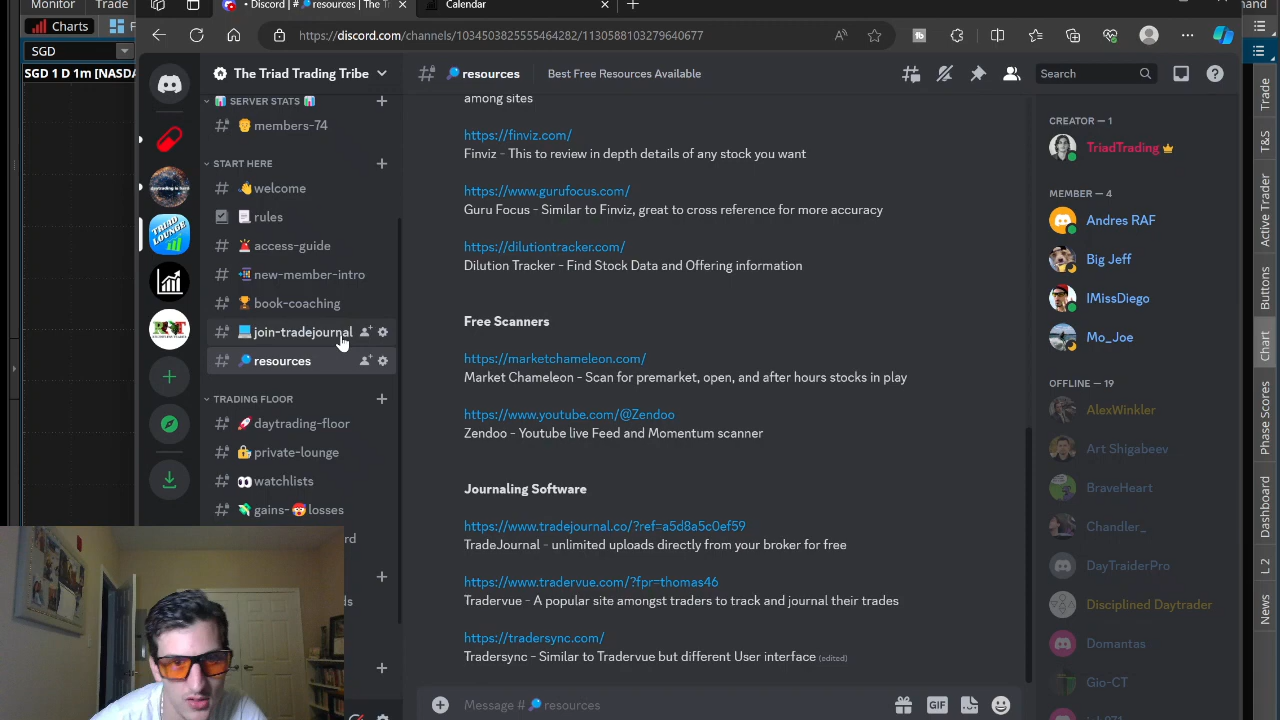 Monitor
Trade
• Discord | # 🔎resources | The Tr
Calendar
Charts
SGD
SGD 1 D 1m [NASDA
https://discord.com/channels/1034503825555464282/1130588103279640677
The Triad Trading Tribe
🔎resources
Best Free Resources Available
Search
SERVER STATS
members-74
START HERE
welcome
rules
access-guide
new-member-intro
book-coaching
join-tradejournal
resources
TRADING FLOOR
daytrading-floor
private-lounge
watchlists
gains-😡losses
among sites
https://finviz.com/
Finviz - This to review in depth details of any stock you want
https://www.gurufocus.com/
Guru Focus - Similar to Finviz, great to cross reference for more accuracy
https://dilutiontracker.com/
Dilution Tracker - Find Stock Data and Offering information
Free Scanners
https://marketchameleon.com/
Market Chameleon - Scan for premarket, open, and after hours stocks in play
https://www.youtube.com/@Zendoo
Zendoo - Youtube live Feed and Momentum scanner
Journaling Software
https://www.tradejournal.co/?ref=a5d8a5c0ef59
TradeJournal - unlimited uploads directly from your broker for free
https://www.tradervue.com/?fpr=thomas46
Tradervue - A popular site amongst traders to track and journal their trades
https://tradersync.com/
Tradersync - Similar to Tradervue but different User interface (edited)
Message # 🔎resources
GIF
CREATOR — 1
TriadTrading
MEMBER — 4
Andres RAF
Big Jeff
IMissDiego
Mo_Joe
OFFLINE — 19
AlexWinkler
Art Shigabeev
BraveHeart
Chandler_
DayTraiderPro
Disciplined Daytrader
Domantas
Gio-CT
Trade
T&S
Active Trader
Buttons
Chart
Phase Scores
Dashboard
L 2
News